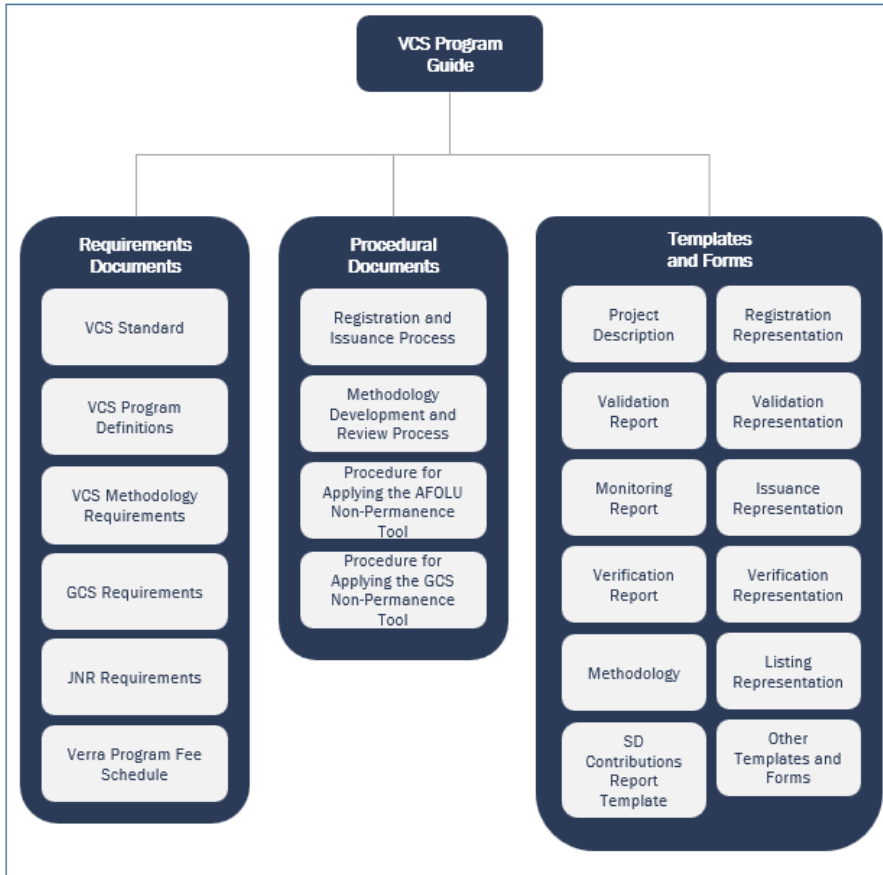 VCS Program
Guide
Requirements
Documents
VCS Standard
VCS Program
Definitions
VCS Methodology
Requirements
GCS Requirements
JNR Requirements
Verra Program Fee
Schedule
Procedural
Documents
Registration and
Issuance Process
Methodology
Development and
Review Process
Procedure for
Applying the AFOLU
Non-Permanence
Tool
Procedure for
Applying the GCS
Non-Permanence
Tool
Templates
and Forms
Project
Description
Registration
Representation
Validation
Report
Validation
Representation
Monitoring
Report
Issuance
Representation
Verification
Report
Verification
Representation
Methodology
Listing
Representation
SD
Contributions
Report
Template
Other
Templates and
Forms